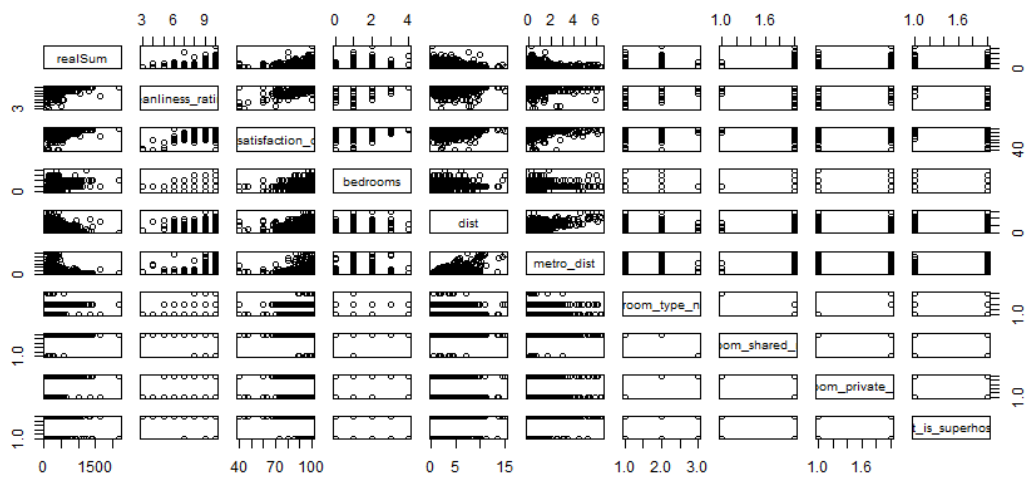 3 6 9 0 2 4 0 2 4 6 1.0 1.6 1.0 1.6
realSum 0
3 anliness_rati
satisfaction_ 40
0 bedrooms
dist 0
0 metro_dist
room_type_n 1.0
1.0 oom_shared_
oom_private_ 1.0
1.0 t_is_superhos
0 1500 40 70 100 0 5 15 1.0 2.0 3.0 1.0 1.6